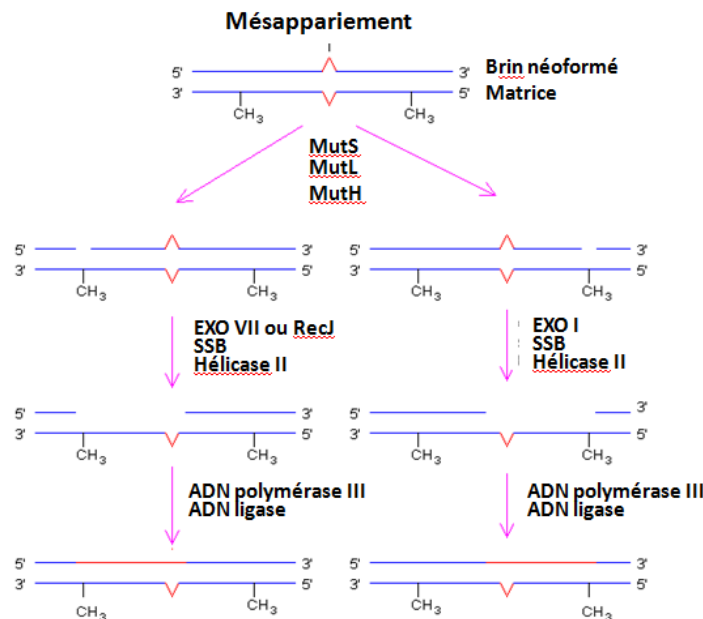 Mésappariement
5' 3' Brin néoformé
3' 5' Matrice
CH3 CH3
MutS
MutL
MutH
5' 3' 5' 3'
3' 5' 3' 5'
CH3 CH3 CH3 CH3
EXO VII ou RecJ
SSB
Hélicase II
EXO I
SSB
Hélicase II
5' 3' 5' 3'
3' 5' 3' 5'
CH3 CH3 CH3 CH3
ADN polymérase III
ADN ligase
ADN polymérase III
ADN ligase
5' 3' 5' 3'
3' 5' 3' 5'
CH3 CH3 CH3 CH3